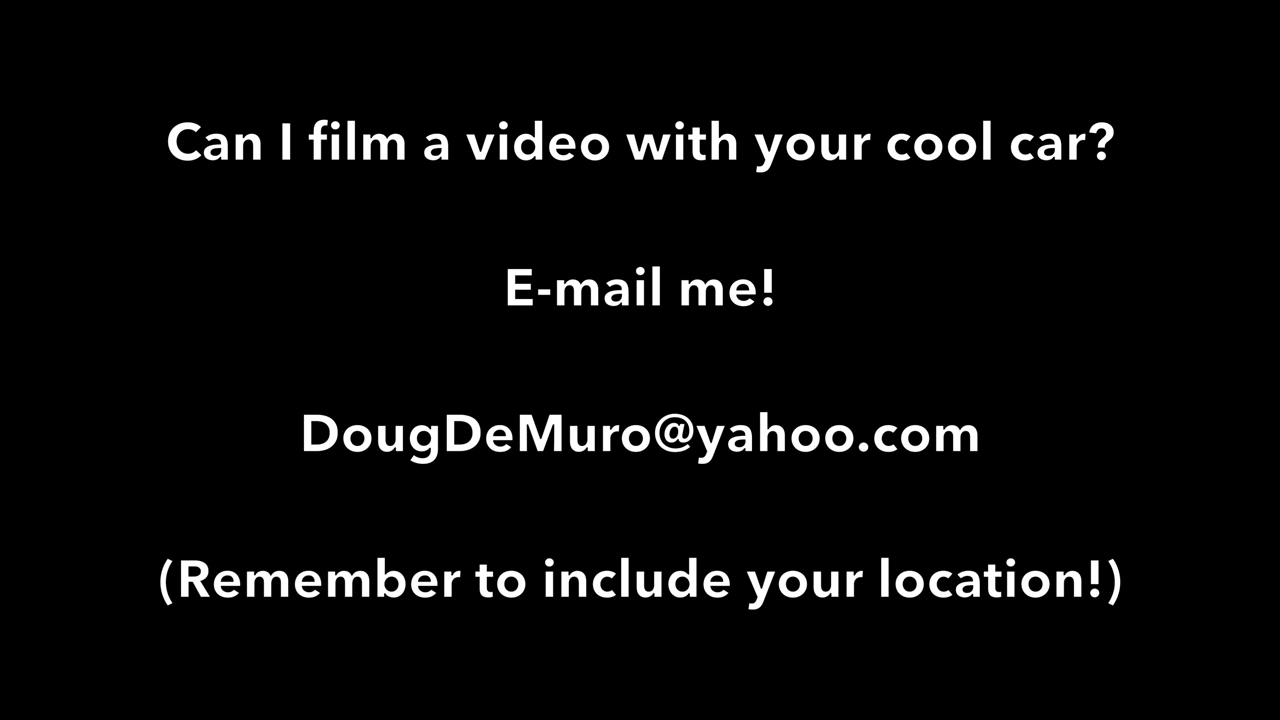 Can I film a video with your cool car?
E-mail me!
DougDeMuro@yahoo.com
(Remember to include your location!)